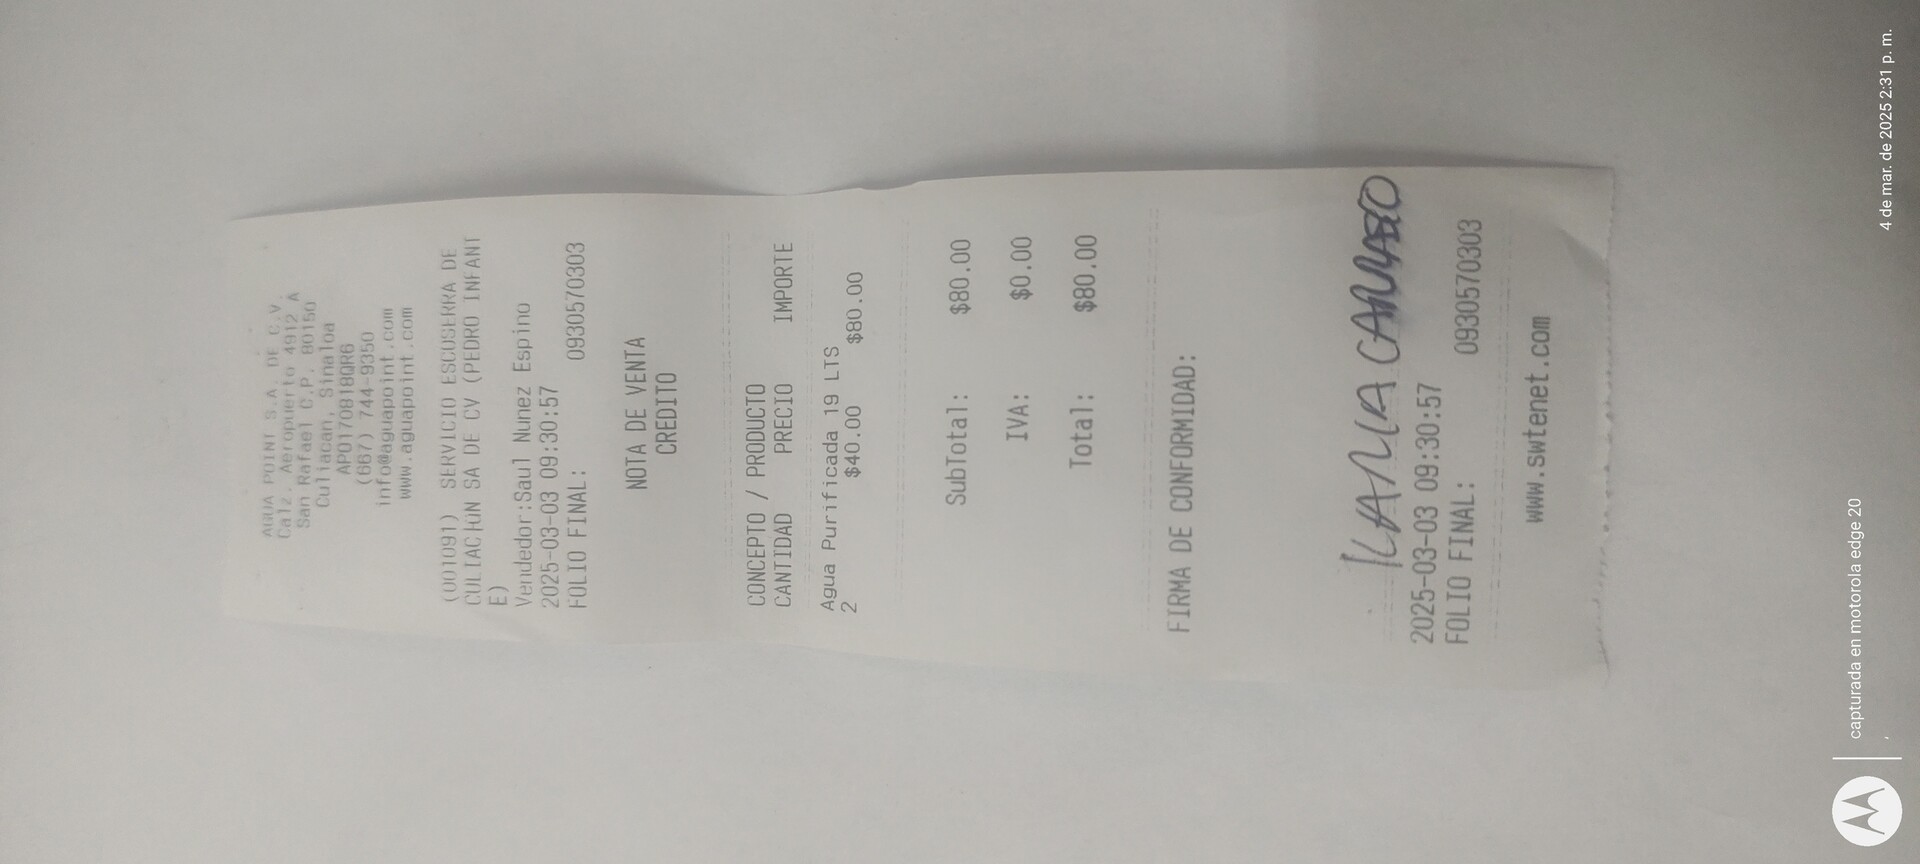 AGUA POINT S.A. DE C.V.
Calz. Aeropuerto 4912 A
San Rafael C.P. 80150
Culiacan, Sinaloa
APO170818QR6
(667) 744-9350
info@aguapoint.com
www.aguapoint.com
(001091) SERVICIO ESCUSERRA DE
CULIAC SA DE CV (PEDRO INFANT
E)
Vendedor:Saul Nunez Espino
2025-03-03 09:30:57
FOLIO FINAL: 0930570303
NOTA DE VENTA
CREDITO
CONCEPTO / PRODUCTO
CANTIDAD PRECIO IMPORTE
Agua Purificada 19 LTS
2 $40.00 $80.00
SubTotal: $80.00
IVA: $0.00
Total: $80.00
FIRMA DE CONFORMIDAD:
2025-03-03 09:30:57
FOLIO FINAL: 0930570303
www.swtenet.com
capturada en motorola edge 20
4 de mar. de 2025 2:31 p. m.